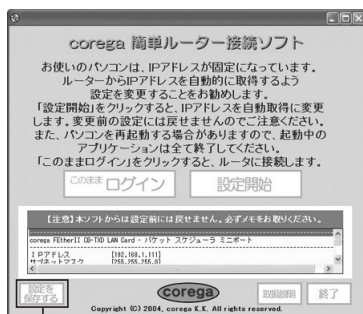 corega 簡単ルーター接続ソフト
お使いのパソコンは、IPアドレスが固定になっています。
ルーターからIPアドレスを自動的に取得するよう
設定を変更することをお勧めします。
「設定開始」をクリックすると、IPアドレスを自動取得に変更
します。変更前の設定には戻せませんのでご注意ください。
また、パソコンを再起動する場合がありますので、起動中の
アプリケーションは全て終了してください。
「このままログイン」をクリックすると、ルータに接続します。
このまま ログイン 設定開始
【注意】本ソフトからは設定前には戻せません。必ずメモをお取りください。
corega FEtherII CB-TXD LAN Card - パケット スケジューラ ミニポート
IPアドレス [192.168.1.111]
サブネットマスク [255.255.255.0]
設定を
保存する
corega
取扱説明 終了
Copyright (C) 2004, corega K.K. All rights reserved.